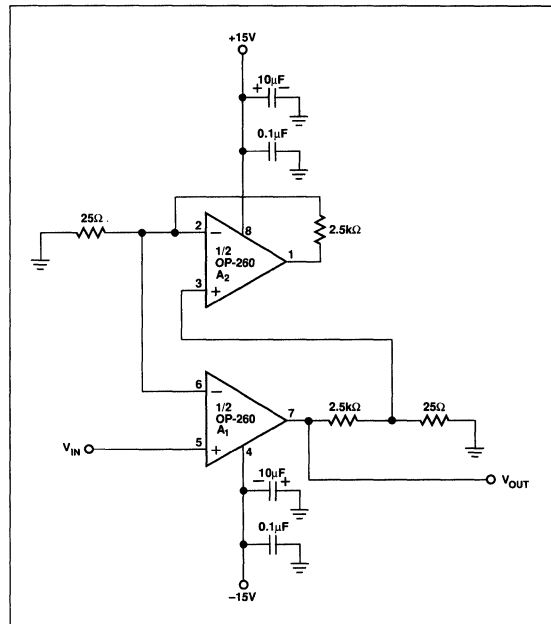 +15V
+ 10μF −
0.1μF
25Ω
2.5kΩ
2 − 8
1/2
OP-260
A2
1
3 +
6 −
1/2
OP-260
A1
7
2.5kΩ
25Ω
VIN
5 +
4
VOUT
− 10μF +
0.1μF
−15V